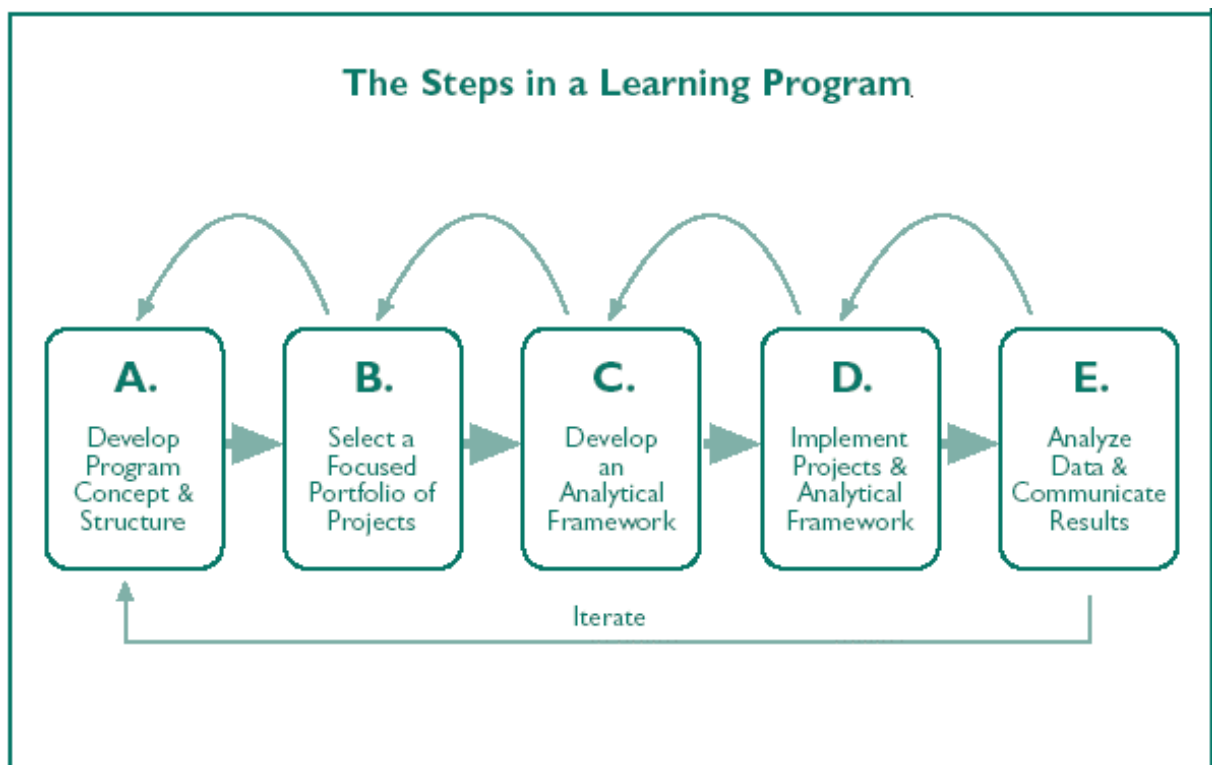 The Steps in a Learning Program.
A.
Develop
Program
Concept &
Structure
B.
Select a
Focused
Portfolio of
Projects
C.
Develop
an
Analytical
Framework
D.
Implement
Projects &
Analytical
Framework
E.
Analyze
Data &
Communicate
Results
Iterate